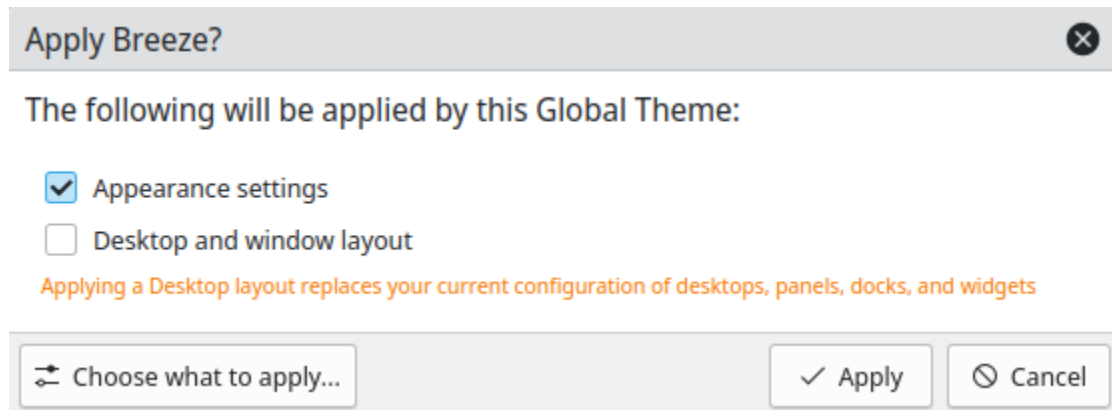 Apply Breeze?
The following will be applied by this Global Theme:
Appearance settings
Desktop and window layout
Applying a Desktop layout replaces your current configuration of desktops, panels, docks, and widgets
Choose what to apply...
Apply
Cancel